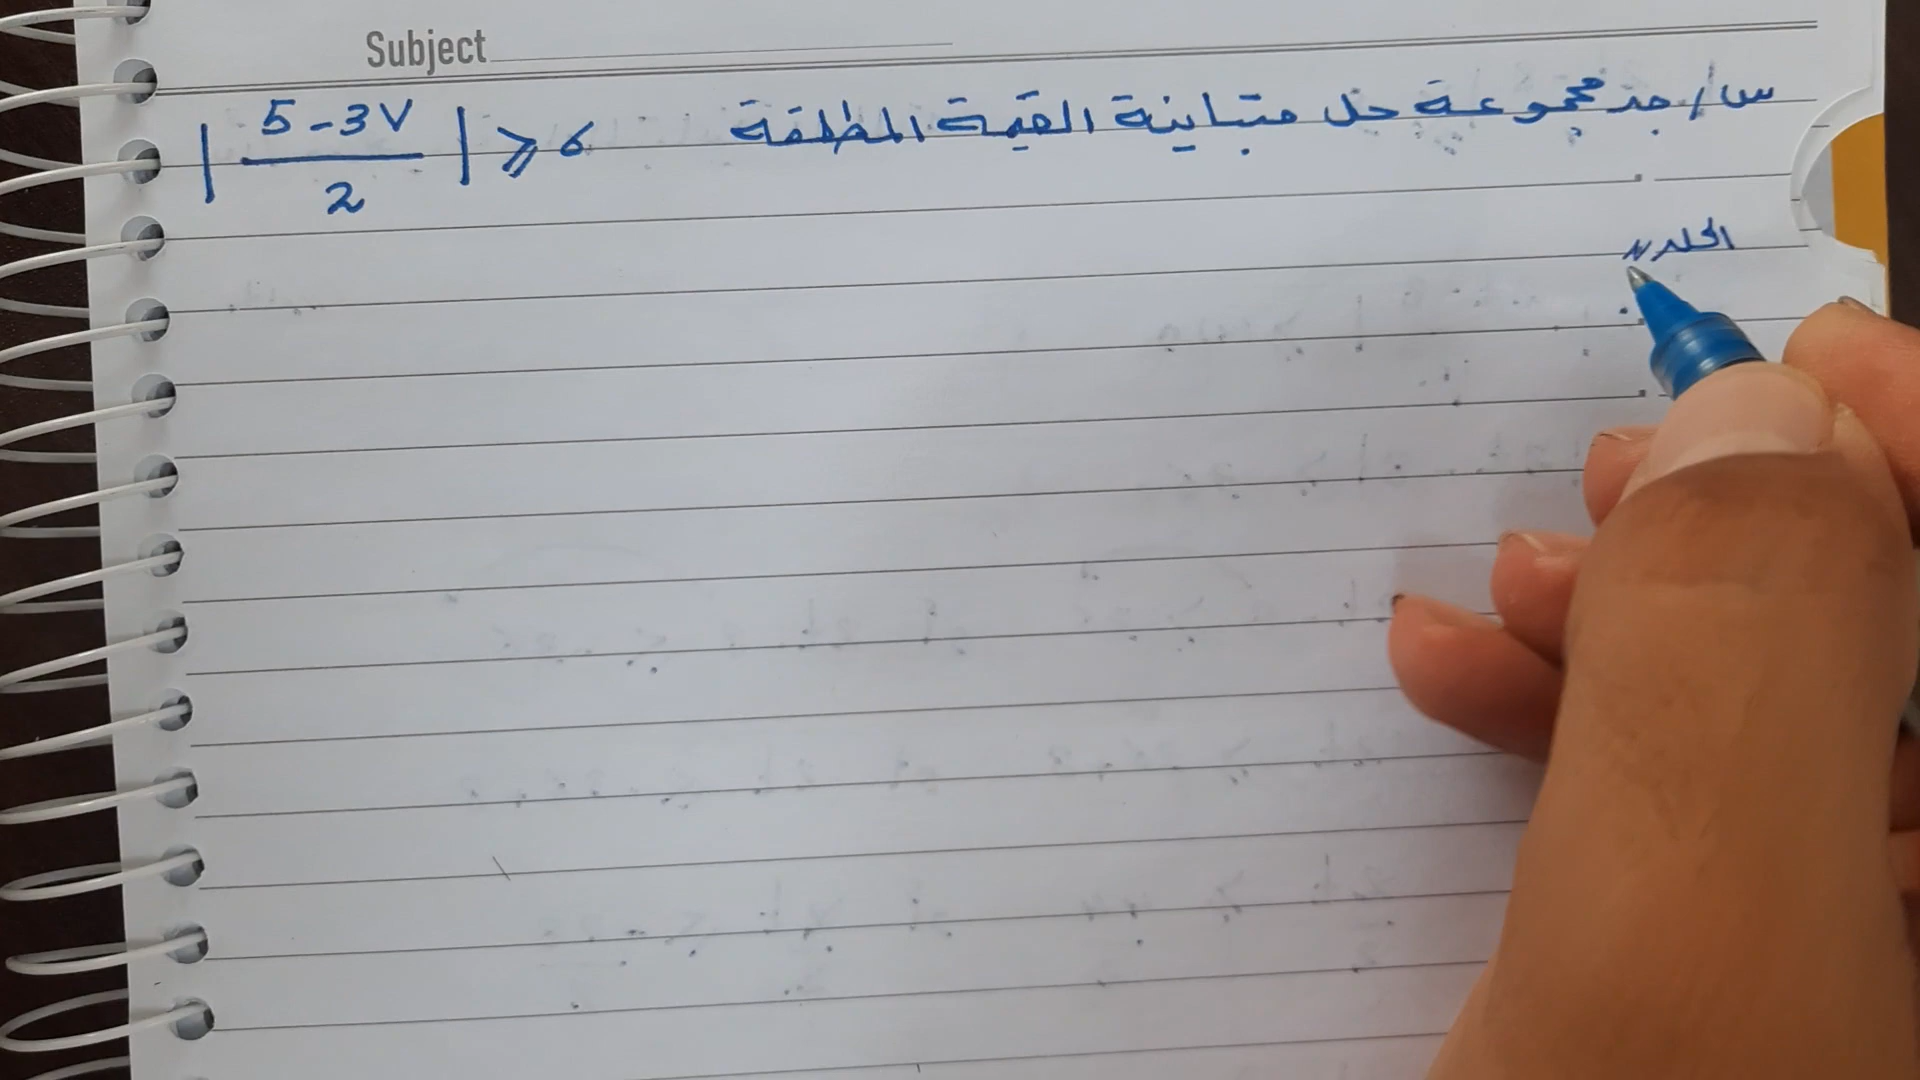 Subject
س/ جد مجموعة حل متباينة القيمة المطلقة |5-3V/2| ⩾ 6
الحل //